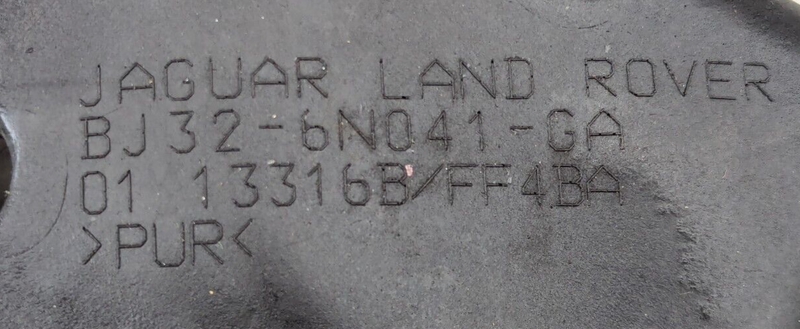 JAGUAR LAND ROVER
BJ32-6N041-GA
01 13316B/FF4BA
>PUR<